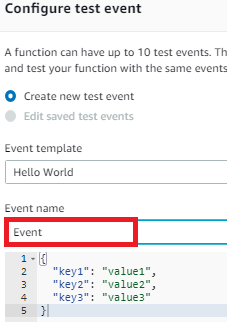 Configure test event
A function can have up to 10 test events. Th
and test your function with the same events
Create new test event
Edit saved test events
Event template
Hello World
Event name
Event
1 {
2 "key1": "value1",
3 "key2": "value2",
4 "key3": "value3"
5 }